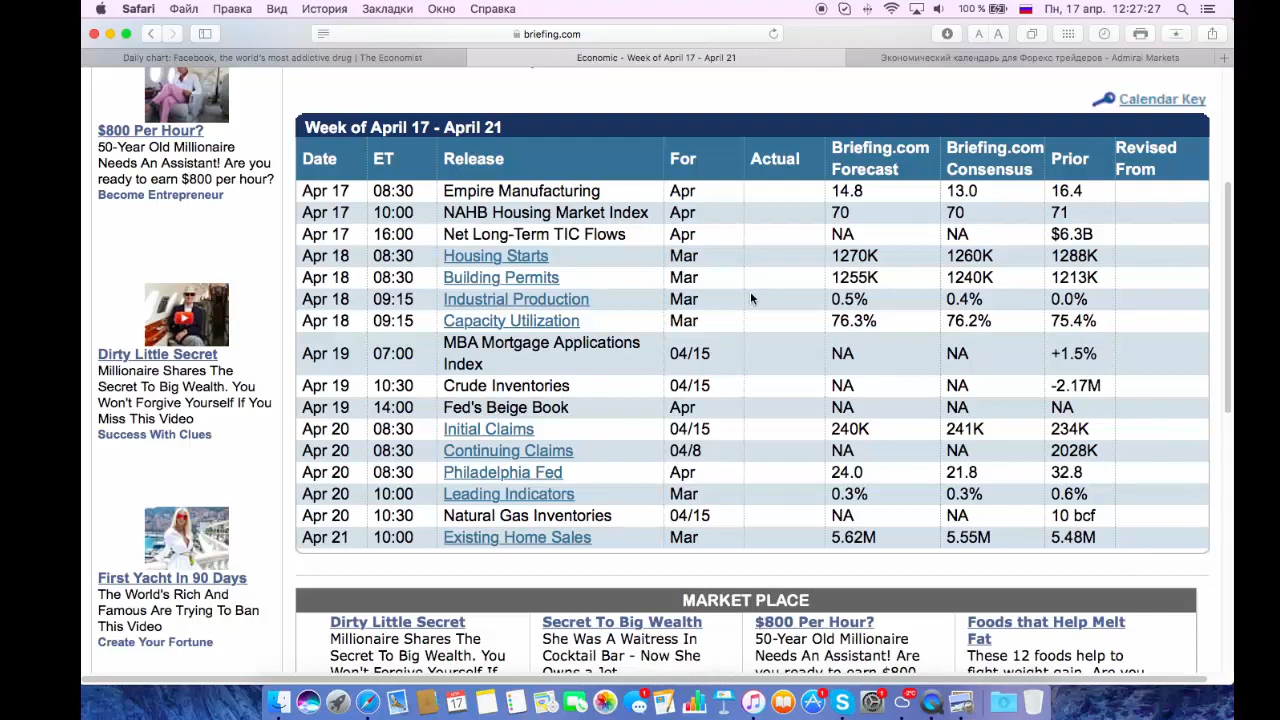 Safari Файл Правка Вид История Закладки Окно Справка 100 % Пн, 17 апр. 12:27:27
briefing.com
Daily chart: Facebook, the world's most addictive drug | The Economist
Economic - Week of April 17 - April 21
Экономический календарь для Форекс трейдеров - Admiral Markets
Calendar Key
$800 Per Hour?
50-Year Old Millionaire
Needs An Assistant! Are you
ready to earn $800 per hour?
Become Entrepreneur
Dirty Little Secret
Millionaire Shares The
Secret To Big Wealth. You
Won't Forgive Yourself If You
Miss This Video
Success With Clues
First Yacht In 90 Days
The World's Rich And
Famous Are Trying To Ban
This Video
Create Your Fortune
Week of April 17 - April 21
Date ET Release For Actual Briefing.com Forecast Briefing.com Consensus Prior Revised From
Apr 17 08:30 Empire Manufacturing Apr 14.8 13.0 16.4
Apr 17 10:00 NAHB Housing Market Index Apr 70 70 71
Apr 17 16:00 Net Long-Term TIC Flows Apr NA NA $6.3B
Apr 18 08:30 Housing Starts Mar 1270K 1260K 1288K
Apr 18 08:30 Building Permits Mar 1255K 1240K 1213K
Apr 18 09:15 Industrial Production Mar 0.5% 0.4% 0.0%
Apr 18 09:15 Capacity Utilization Mar 76.3% 76.2% 75.4%
Apr 19 07:00 MBA Mortgage Applications Index 04/15 NA NA +1.5%
Apr 19 10:30 Crude Inventories 04/15 NA NA -2.17M
Apr 19 14:00 Fed's Beige Book Apr NA NA NA
Apr 20 08:30 Initial Claims 04/15 240K 241K 234K
Apr 20 08:30 Continuing Claims 04/8 NA NA 2028K
Apr 20 08:30 Philadelphia Fed Apr 24.0 21.8 32.8
Apr 20 10:00 Leading Indicators Mar 0.3% 0.3% 0.6%
Apr 20 10:30 Natural Gas Inventories 04/15 NA NA 10 bcf
Apr 21 10:00 Existing Home Sales Mar 5.62M 5.55M 5.48M
MARKET PLACE
Dirty Little Secret
Millionaire Shares The
Secret To Big Wealth. You
Won't Forgive Yourself If
Secret To Big Wealth
She Was A Waitress In
Cocktail Bar - Now She
Owns a Jet
$800 Per Hour?
50-Year Old Millionaire
Needs An Assistant! Are
you ready to earn $800
Foods that Help Melt
Fat
These 12 foods help to
fight weight gain. Are you